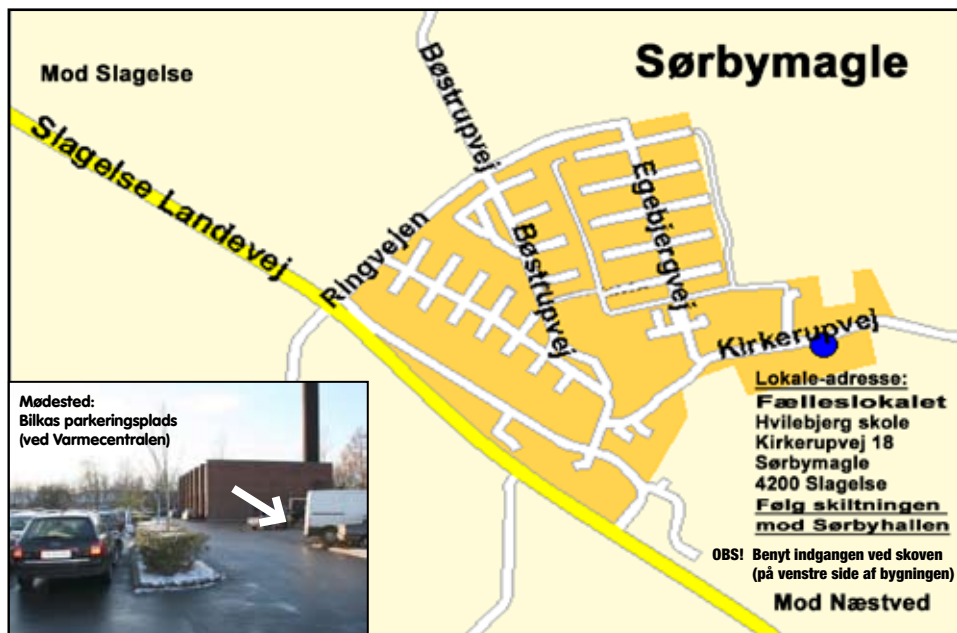 Sørbymagle
Mod Slagelse
Bøstrupvej
Slagelse Landevej
Ringvejen
Bøstrupvej
Egebjergvej
Kirkerupvej
Lokale-adresse:
Fælleslokalet
Hvilebjerg skole
Kirkerupvej 18
Sørbymagle
4200 Slagelse
Følg skiltningen
mod Sørbyhallen
OBS! Benyt indgangen ved skoven
(på venstre side af bygningen)
Mod Næstved
Mødested:
Bilkas parkeringsplads
(ved Varmecentralen)